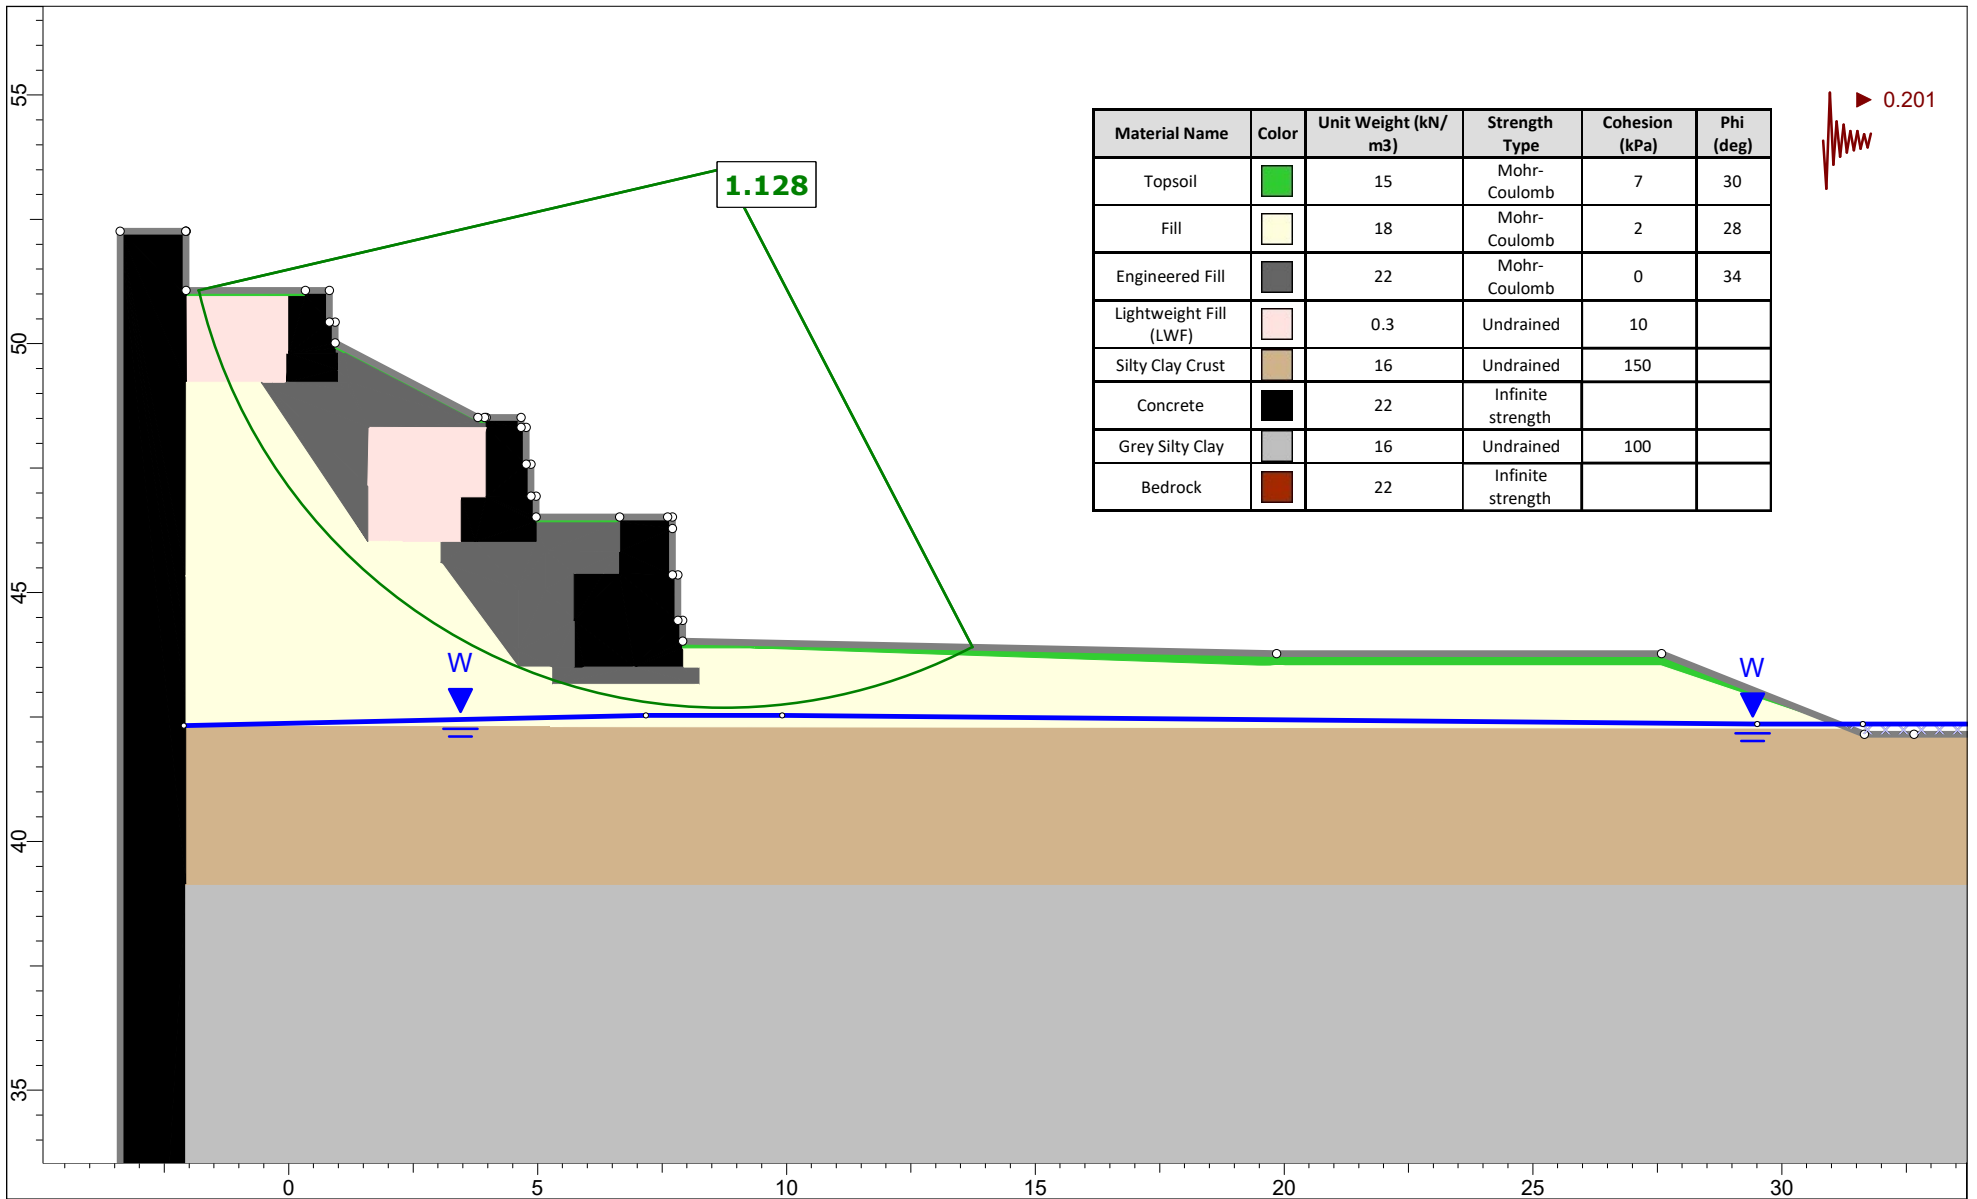 55
50
45
40
35
0
5
10
15
20
25
30
1.128
W
W
0.201
Material Name Color Unit Weight (kN/ m3) Strength Type Cohesion (kPa) Phi (deg)
Topsoil 15 Mohr-Coulomb 7 30
Fill 18 Mohr-Coulomb 2 28
Engineered Fill 22 Mohr-Coulomb 0 34
Lightweight Fill (LWF) 0.3 Undrained 10
Silty Clay Crust 16 Undrained 150
Concrete 22 Infinite strength
Grey Silty Clay 16 Undrained 100
Bedrock 22 Infinite strength